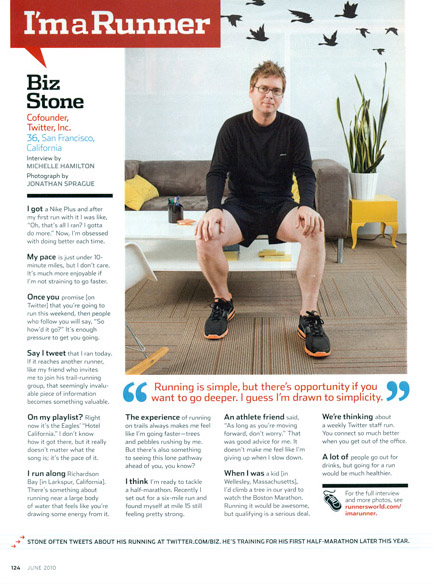 I'm a Runner
Biz
Stone
Cofounder,
Twitter, Inc.
36, San Francisco,
California
Interview by
MICHELLE HAMILTON
Photograph by
JONATHAN SPRAGUE
I got a Nike Plus and after
my first run with it I was like,
"Oh, that's all I ran? I gotta
do more." Now, I'm obsessed
with doing better each time.
My pace is just under 10-
minute miles, but I don't care.
It's much more enjoyable if
I'm not straining to go faster.
Once you promise [on
Twitter] that you're going to
run this weekend, then people
who follow you will say, "So
how'd it go?" It's enough
pressure to get you going.
Say I tweet that I ran today.
If it reaches another runner,
like my friend who invites
me to join his trail-running
group, that seemingly invalu-
able piece of information
becomes something valuable.
On my playlist? Right
now it's the Eagles' "Hotel
California." I don't know
how it got there, but it really
doesn't matter what the
song is; it's the pace of it.
I run along Richardson
Bay [in Larkspur, California].
There's something about
running near a large body
of water that feels like you're
drawing some energy from it.
"Running is simple, but there's opportunity if you
want to go deeper. I guess I'm drawn to simplicity."
The experience of running
on trails always makes me feel
like I'm going faster—trees
and pebbles rushing by me.
But there's also something
to seeing this lone pathway
ahead of you, you know?
I think I'm ready to tackle
a half-marathon. Recently I
set out for a six-mile run and
found myself at mile 15 still
feeling pretty strong.
An athlete friend said,
"As long as you're moving
forward, don't worry." That
was good advice for me. It
doesn't make me feel like I'm
giving up when I slow down.
When I was a kid [in
Wellesley, Massachusetts],
I'd climb a tree in our yard to
watch the Boston Marathon.
Running it would be awesome,
but qualifying is a serious deal.
We're thinking about
a weekly Twitter staff run.
You connect so much better
when you get out of the office.
A lot of people go out for
drinks, but going for a run
would be much healthier.
For the full interview
and more photos, see
runnersworld.com/
imarunner.
STONE OFTEN TWEETS ABOUT HIS RUNNING AT TWITTER.COM/BIZ. HE'S TRAINING FOR HIS FIRST HALF-MARATHON LATER THIS YEAR.
124 JUNE 2010